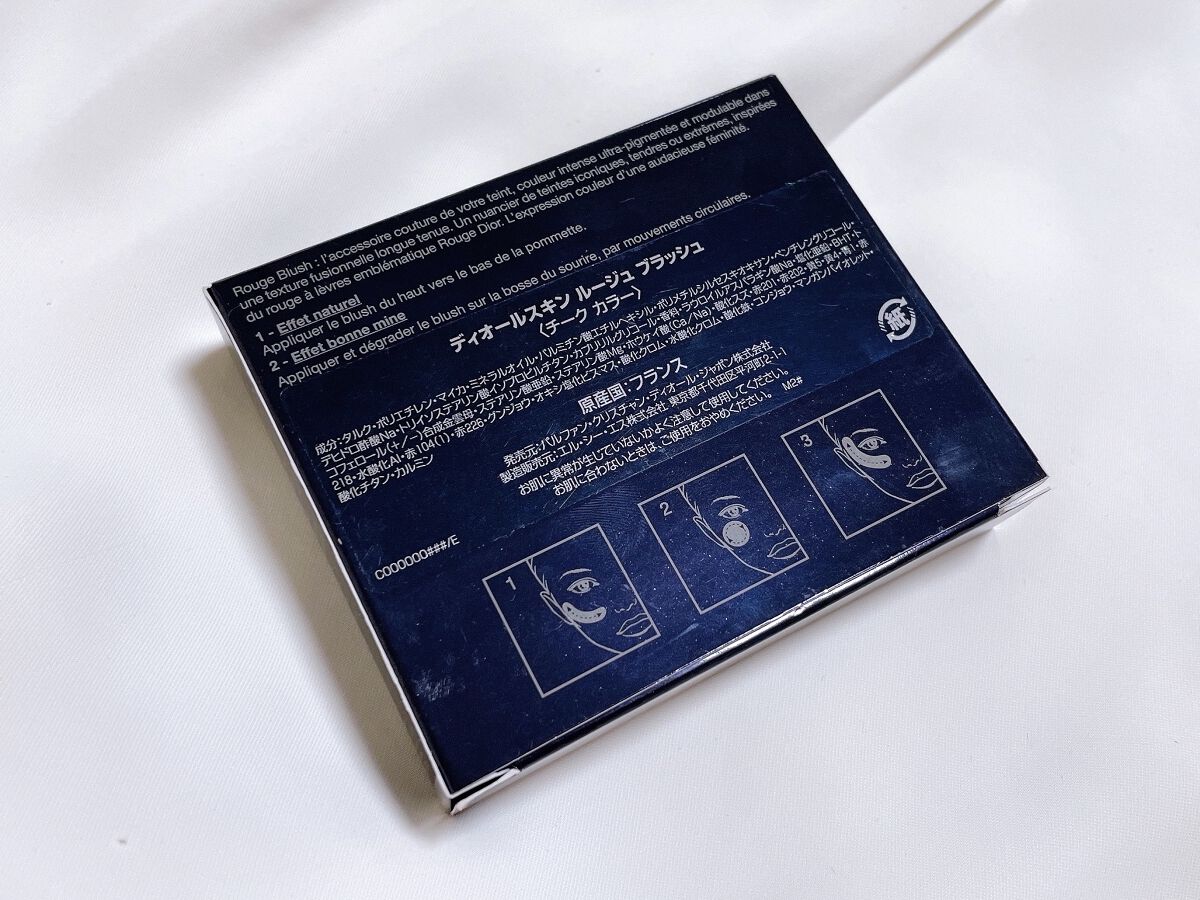 Rouge Blush : l'accessoire couture de votre teint, couleur intense ultra-pigmentée et modulable dans
une texture fusionnelle longue tenue. Un nuancier de teintes iconiques, tendres ou extrêmes, inspirées
du rouge à lèvres emblématique Rouge Dior. L'expression couleur d'une audacieuse féminité.
1 - Effet naturel
Appliquer le blush du haut vers le bas de la pommette.
2 - Effet bonne mine
Appliquer et dégrader le blush sur la bosse du sourire, par mouvements circulaires.
ディオールスキン ルージュ ブラッシュ
〈チーク カラー〉
成分:タルク・ポリエチレン・マイカ・ミネラルオイル・パルミチン酸エチルヘキシル・ポリメチルシルセスキオキサン・ペンチレングリコール・
デヒドロ酢酸Na・トリイソステアリン酸イソプロピルチタン・カプリリルグリコール・香料・ラウロイルアスパラギン酸Na・塩化亜鉛・BHT・ト
コフェロール(+/-)合成金雲母・ステアリン酸亜鉛・ステアリン酸Mg・ホウケイ酸(Ca/Na)・酸化スズ・赤201・赤202・黄5・黄4・青1・赤
218・水酸化Al・赤104(1)・赤226・グンジョウ・オキシ塩化ビスマス・酸化クロム・水酸化クロム・酸化鉄・コンジョウ・マンガンバイオレット・
酸化チタン・カルミン
紙
原産国:フランス
発売元:パルファン・クリスチャン・ディオール・ジャポン株式会社
製造販売元:エル・シー・エス株式会社 東京都千代田区平河町2-1-1
お肌に異常が生じていないかよく注意して使用してください。
お肌に合わないときは、ご使用をおやめください。 M2#
C000000###/E
1
2
3